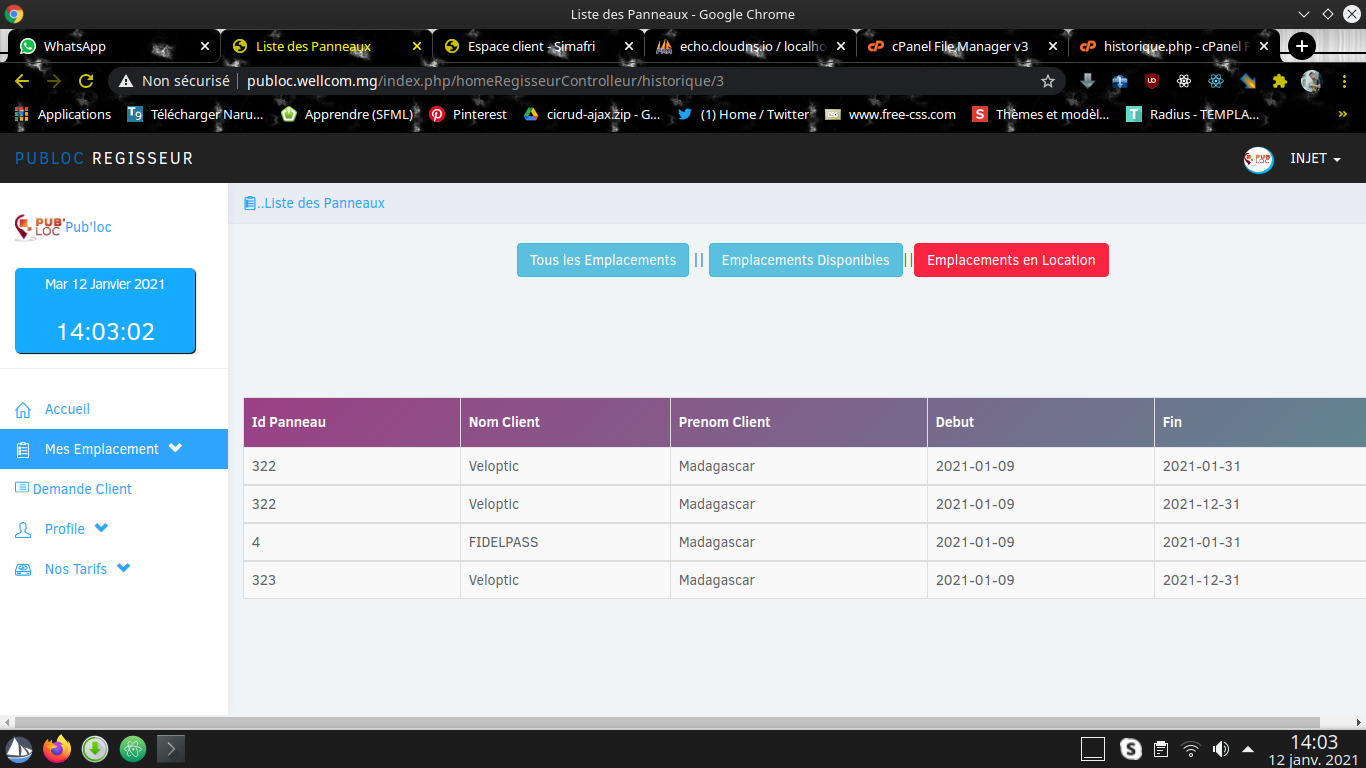 Liste des Panneaux - Google Chrome
WhatsApp
Liste des Panneaux
Espace client - Simafri
echo.cloudns.io / localho
cPanel File Manager v3
historique.php - cPanel F
Non sécurisé
publoc.wellcom.mg/index.php/homeRegisseurControlleur/historique/3
Applications
Télécharger Naru...
Apprendre (SFML)
Pinterest
cicrud-ajax.zip - G...
(1) Home / Twitter
www.free-css.com
Thèmes et modèl...
Radius - TEMPLA...
»
PUBLOC REGISSEUR
INJET
..Liste des Panneaux
PUB' LOC
Pub'loc
Tous les Emplacements || Emplacements Disponibles || Emplacements en Location
Mar 12 Janvier 2021
14:03:02
Accueil
Mes Emplacement
Demande Client
Profile
Nos Tarifs
Id Panneau Nom Client Prenom Client Debut Fin
322 Veloptic Madagascar 2021-01-09 2021-01-31
322 Veloptic Madagascar 2021-01-09 2021-12-31
4 FIDELPASS Madagascar 2021-01-09 2021-01-31
323 Veloptic Madagascar 2021-01-09 2021-12-31
14:03
12 janv. 2021